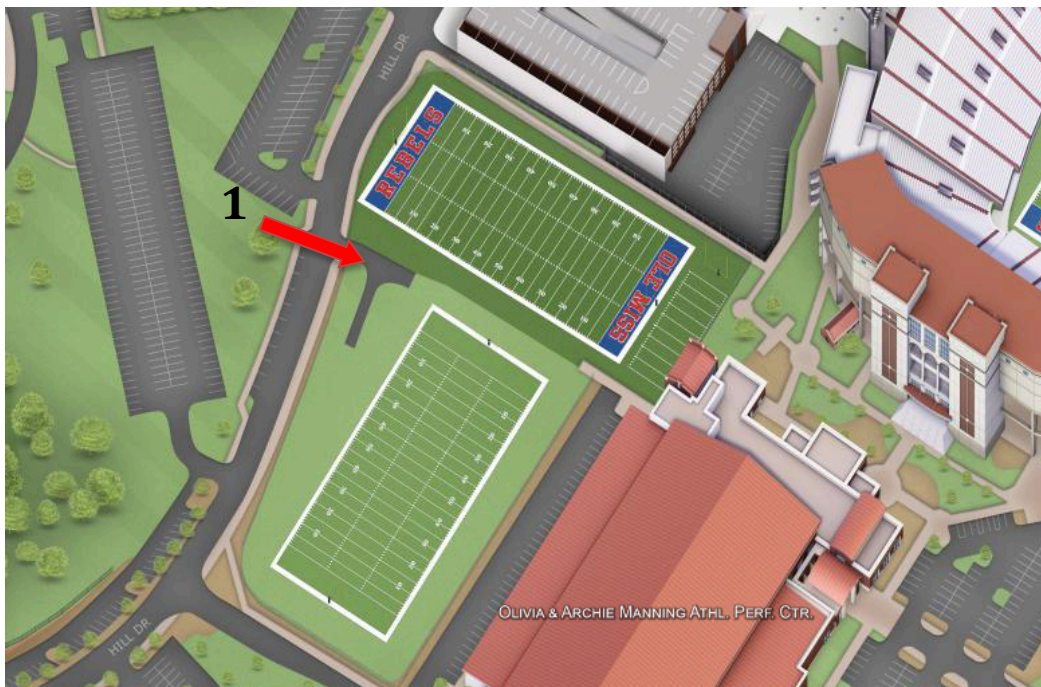 HILL DR
REBELS
OLE MISS
1
OLIVIA & ARCHIE MANNING ATHL. PERF. CTR.
HILL DR